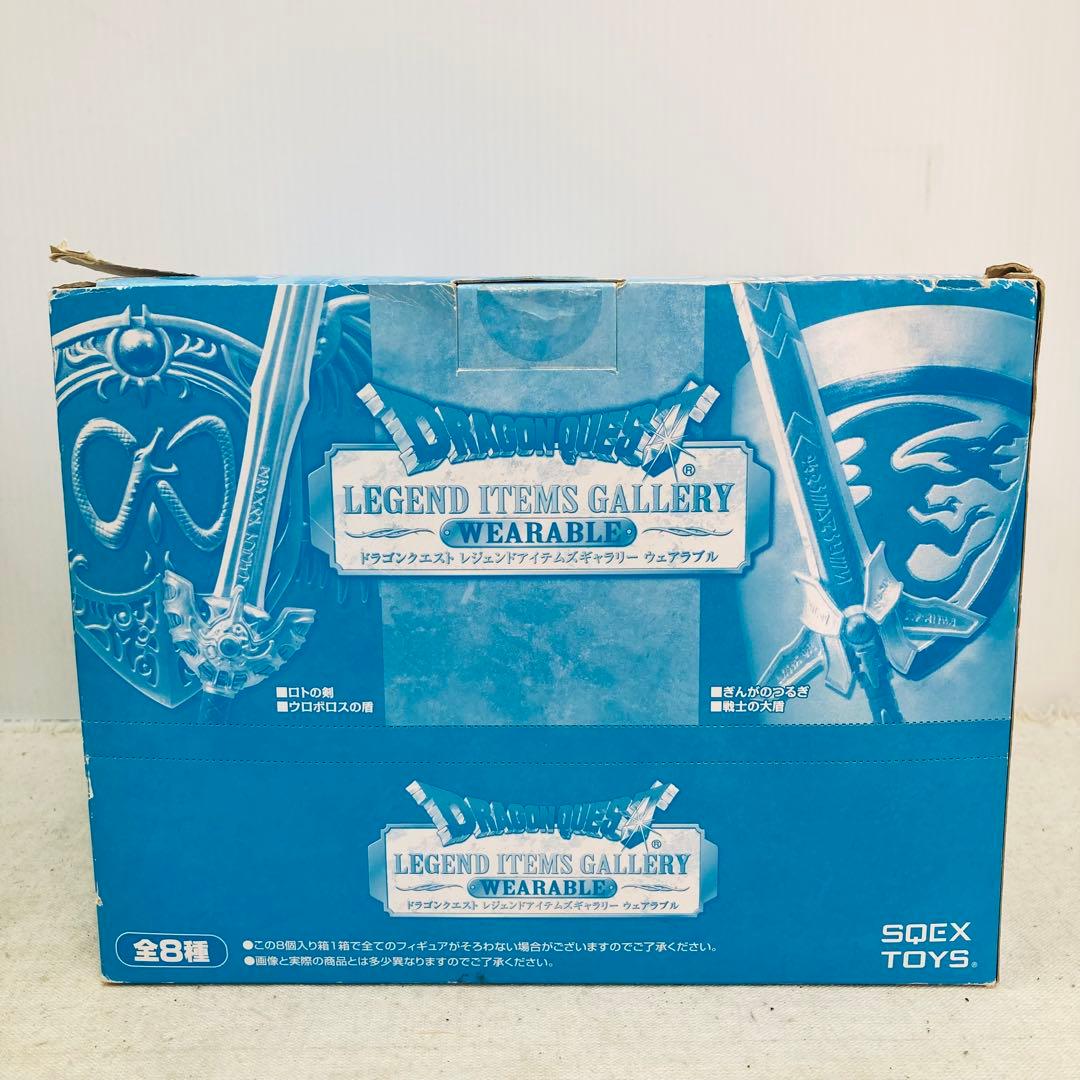 DRAGON QUEST®
LEGEND ITEMS GALLERY
WEARABLE
ドラゴンクエスト レジェンドアイテムズギャラリー ウェアラブル
■ロトの剣
■ウロボロスの盾
■ぎんがのつるぎ
■戦士の大盾
DRAGON QUEST®
LEGEND ITEMS GALLERY
WEARABLE
ドラゴンクエスト レジェンドアイテムズギャラリー ウェアラブル
全8種
●この8個入り箱1箱で全てのフィギュアがそろわない場合がございますのでご了承ください。
●画像と実際の商品とは多少異なりますのでご了承ください。
SQEX
TOYS®